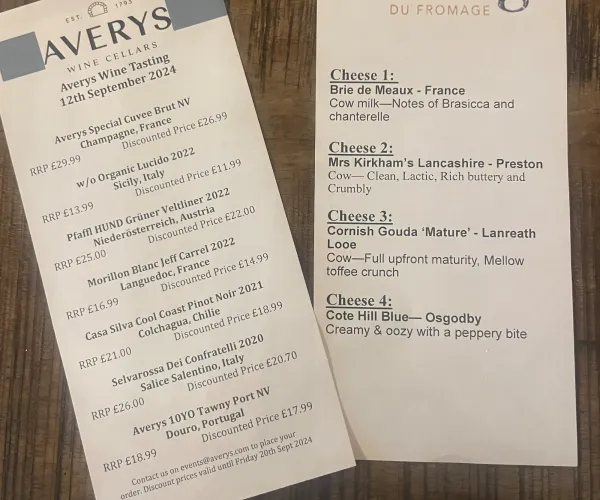 EST. 1793
AVERYS
WINE CELLARS
Averys Wine Tasting
12th September 2024
Averys Special Cuvee Brut NV
Champagne, France
RRP £29.99 Discounted Price £26.99
w/o Organic Lucido 2022
Sicily, Italy
RRP £13.99 Discounted Price £11.99
Pfaffl HUND Grüner Veltliner 2022
Niederösterreich, Austria
RRP £25.00 Discounted Price £22.00
Morillon Blanc Jeff Carrel 2022
Languedoc, France
RRP £16.99 Discounted Price £14.99
Casa Silva Cool Coast Pinot Noir 2021
Colchagua, Chilie
RRP £21.00 Discounted Price £18.99
Selvarossa Dei Confratelli 2020
Salice Salentino, Italy
RRP £26.00 Discounted Price £20.70
Averys 10YO Tawny Port NV
Douro, Portugal
RRP £18.99 Discounted Price £17.99
Contact us on events@averys.com to place your
order. Discount prices valid until Friday 20th Sept 2024
DU FROMAGE
Cheese 1:
Brie de Meaux - France
Cow milk—Notes of Brasicca and
chanterelle
Cheese 2:
Mrs Kirkham's Lancashire - Preston
Cow— Clean, Lactic, Rich buttery and
Crumbly
Cheese 3:
Cornish Gouda ‘Mature’ - Lanreath
Looe
Cow—Full upfront maturity, Mellow
toffee crunch
Cheese 4:
Cote Hill Blue— Osgodby
Creamy & oozy with a peppery bite